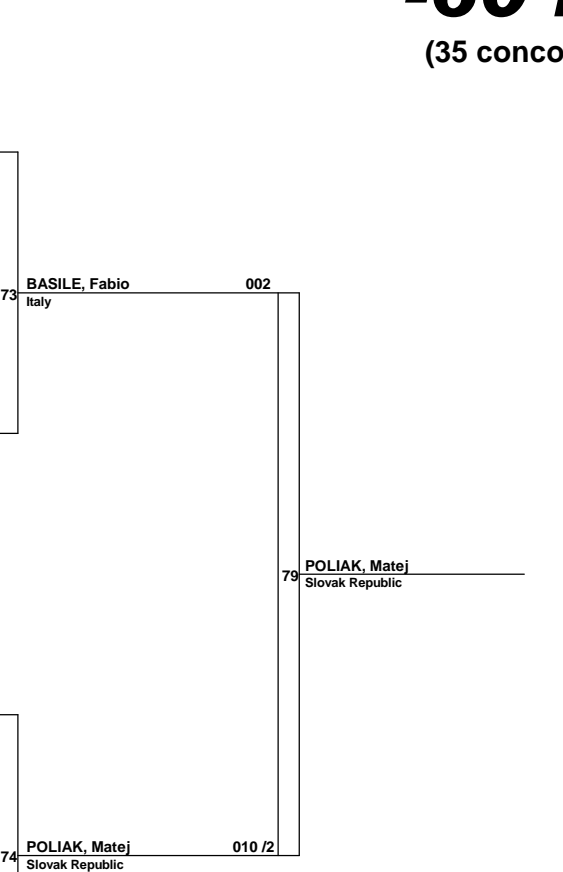 (35 conco
BASILE, Fabio 002
73
Italy
POLIAK, Matej
79
Slovak Republic
POLIAK, Matej 010 /2
74
Slovak Republic